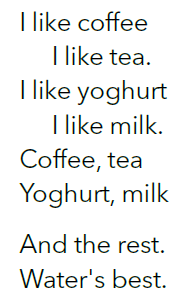 I like coffee
I like tea.
I like yoghurt
I like milk.
Coffee, tea
Yoghurt, milk
And the rest.
Water's best.